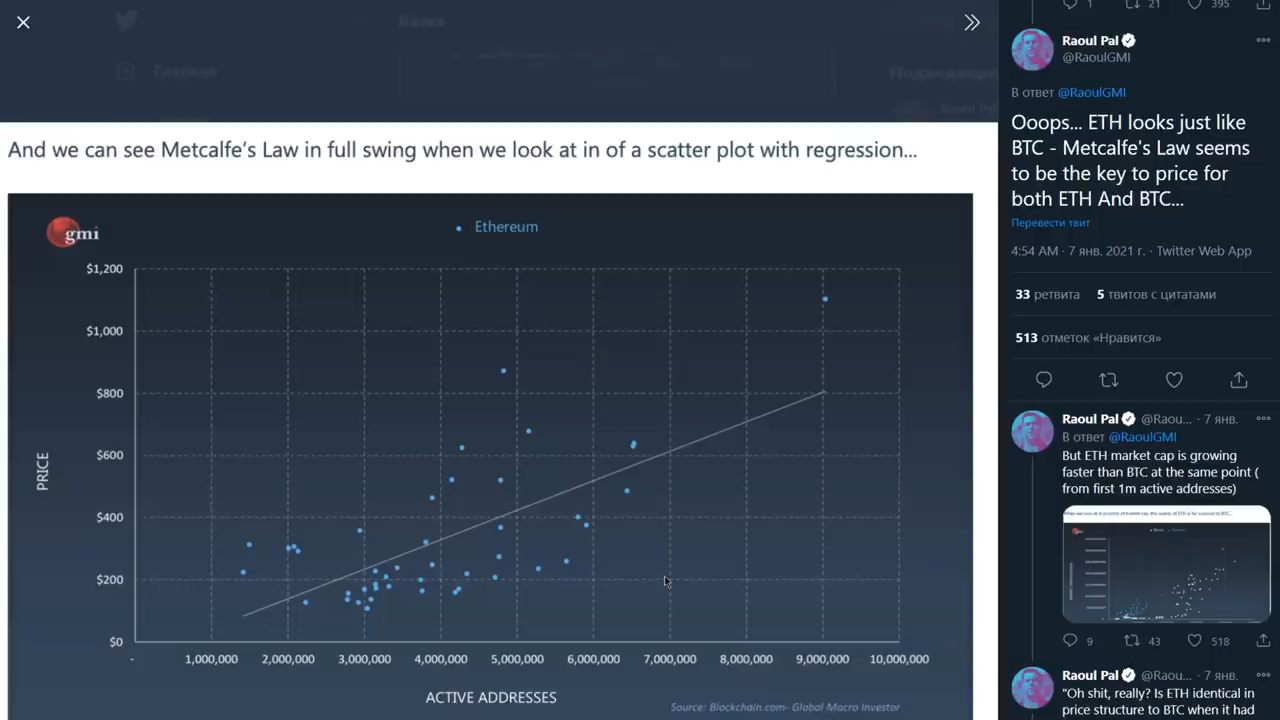 And we can see Metcalfe's Law in full swing when we look at in of a scatter plot with regression...
gmi
Ethereum
$1,200
$1,000
$800
$600
$400
$200
$0
PRICE
-
1,000,000
2,000,000
3,000,000
4,000,000
5,000,000
6,000,000
7,000,000
8,000,000
9,000,000
10,000,000
ACTIVE ADDRESSES
Source: Blockchain.com- Global Macro Investor
1 21 395
Raoul Pal
@RaoulGMI
В ответ @RaoulGMI
Ooops... ETH looks just like
BTC - Metcalfe's Law seems
to be the key to price for
both ETH And BTC...
Перевести твит
4:54 AM · 7 янв. 2021 г. · Twitter Web App
33 ретвита 5 твитов с цитатами
513 отметок «Нравится»
Raoul Pal @Raou... · 7 янв.
В ответ @RaoulGMI
But ETH market cap is growing
faster than BTC at the same point (
from first 1m active addresses)
9 43 518
Raoul Pal @Raou... · 7 янв.
"Oh shit, really? Is ETH identical in
price structure to BTC when it had